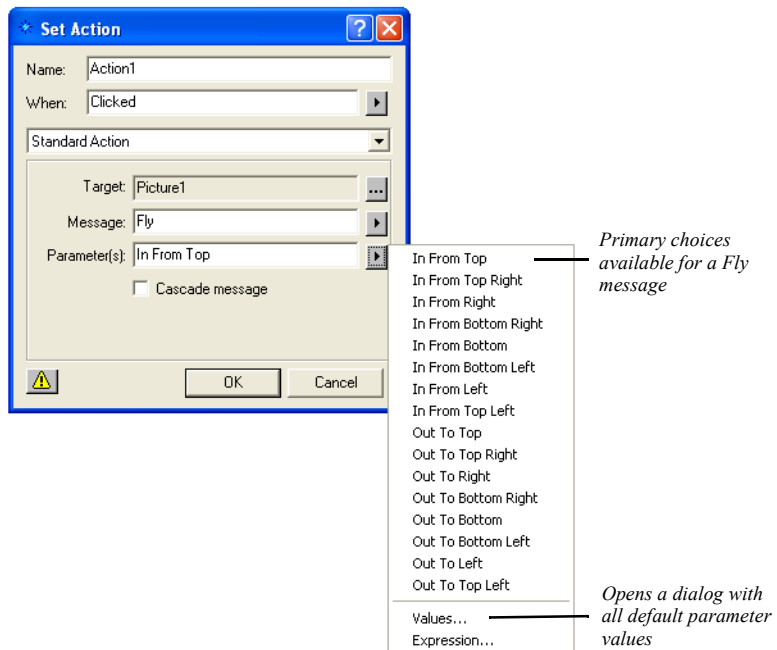 Set Action
Name: Action1
When: Clicked
Standard Action
Target: Picture1
...
Message: Fly
Parameter(s): In From Top
Cascade message
OK Cancel
In From Top
In From Top Right
In From Right
In From Bottom Right
In From Bottom
In From Bottom Left
In From Left
In From Top Left
Out To Top
Out To Top Right
Out To Right
Out To Bottom Right
Out To Bottom
Out To Bottom Left
Out To Left
Out To Top Left
Values...
Expression...
Primary choices
available for a Fly
message
Opens a dialog with
all default parameter
values